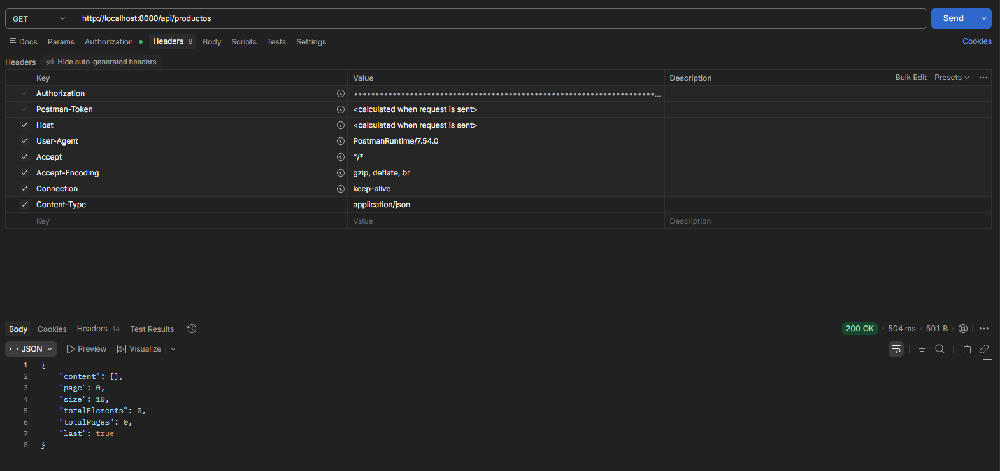 GET http://localhost:8080/api/productos Send
Docs Params Authorization Headers 8 Body Scripts Tests Settings Cookies
Headers Hide auto-generated headers
Key Value Description Bulk Edit Presets
Authorization ••••••••••••••••••••••••••••••••••••••••••••••••••••••••••••••••••••••...
Postman-Token <calculated when request is sent>
Host <calculated when request is sent>
User-Agent PostmanRuntime/7.54.0
Accept */*
Accept-Encoding gzip, deflate, br
Connection keep-alive
Content-Type application/json
Key Value Description
Body Cookies Headers 14 Test Results 200 OK • 504 ms • 501 B •
{} JSON Preview Visualize
1 {
2 "content": [],
3 "page": 0,
4 "size": 10,
5 "totalElements": 0,
6 "totalPages": 0,
7 "last": true
8 }